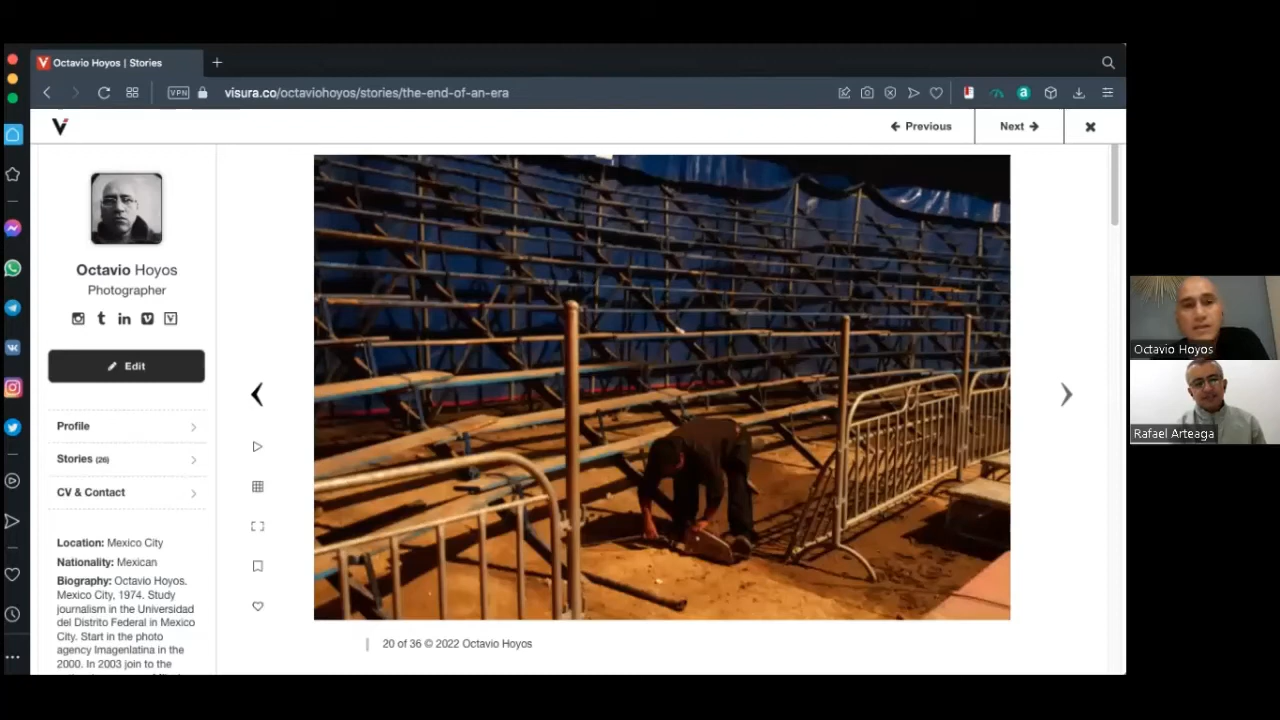 Octavio Hoyos | Stories
VPN
visura.co/octaviohoyos/stories/the-end-of-an-era
Previous
Next
Octavio Hoyos
Photographer
Edit
Profile
Stories (26)
CV & Contact
Location: Mexico City
Nationality: Mexican
Biography: Octavio Hoyos.
Mexico City, 1974. Study
journalism in the Universidad
del Distrito Federal in Mexico
City. Start in the photo
agency Imagenlatina in the
2000. In 2003 join to the
20 of 36 © 2022 Octavio Hoyos
Octavio Hoyos
Rafael Arteaga